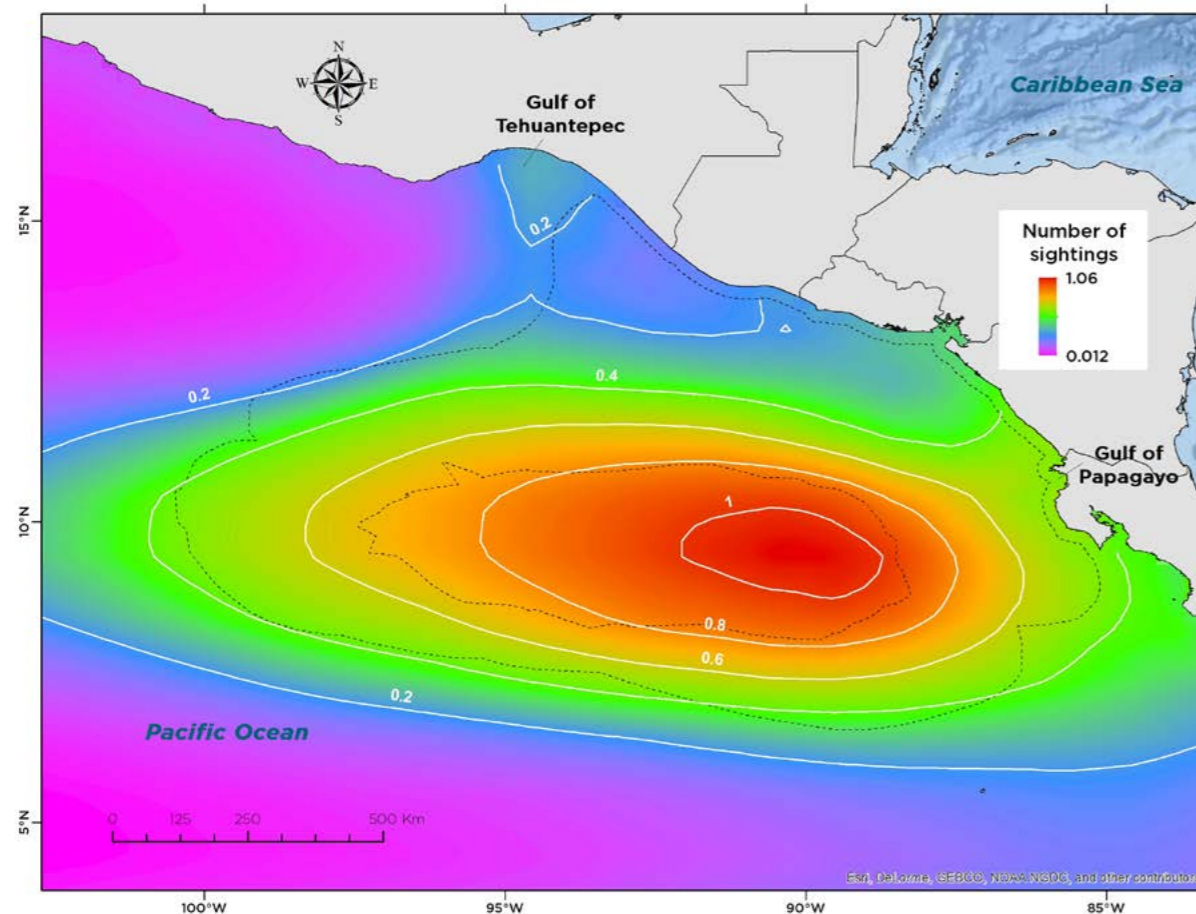 N
W E
S
Gulf of
Tehuantepec
Caribbean Sea
15°N
0.2
Number of
sightings
1.06
0.012
0.2
0.4
Gulf of
Papagayo
10°N
1
0.8
0.6
0.2
Pacific Ocean
0 125 250 500 Km
5°N
Esri, DeLorme, GEBCO, NOAA NGDC, and other contributor
100°W 95°W 90°W 85°W